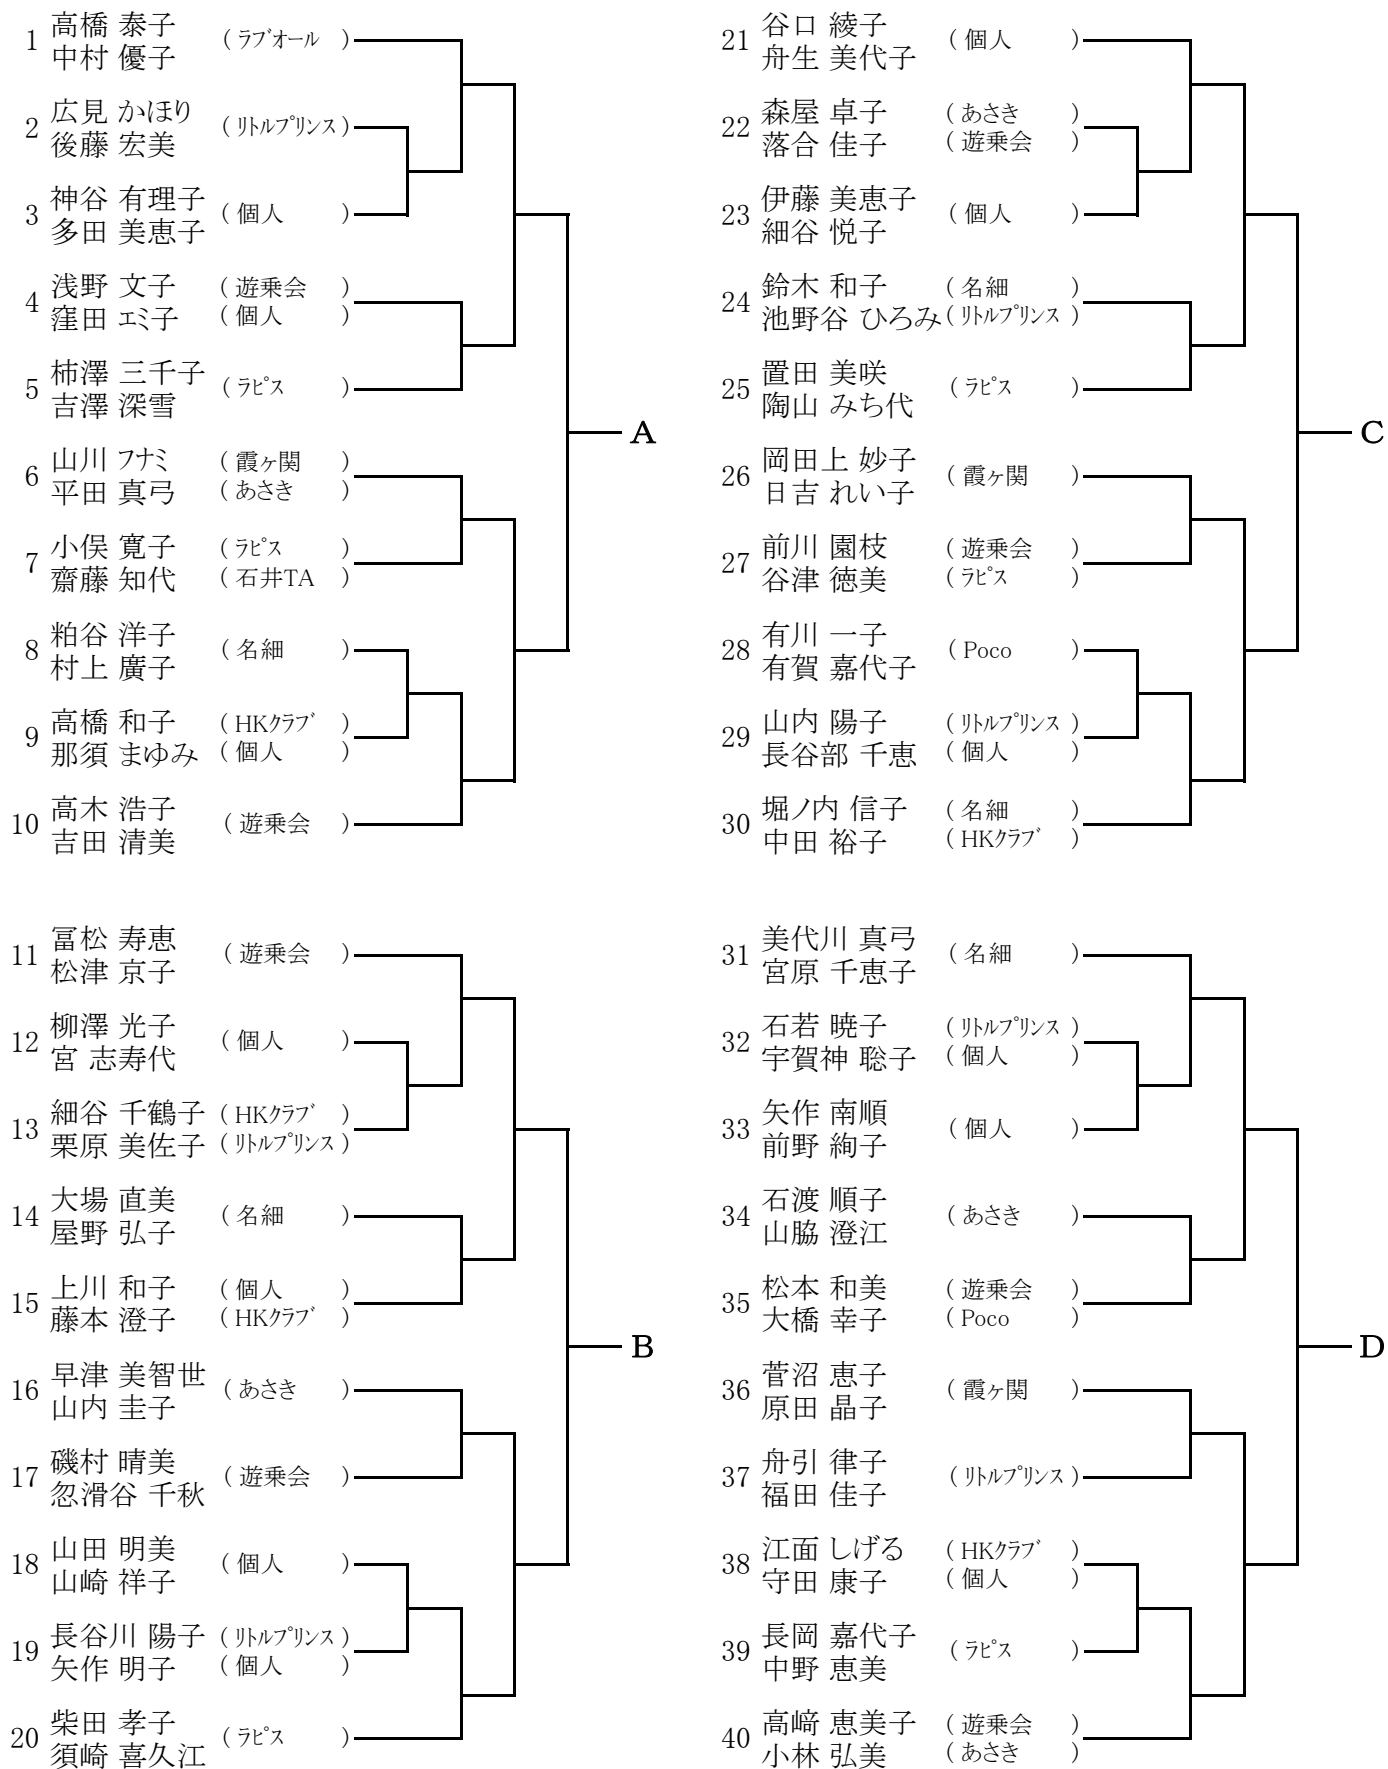 1 高橋 泰子 (ﾗﾌﾞｵｰﾙ)
中村 優子
2 広見 かほり (ﾘﾄﾙﾌﾟﾘﾝｽ)
後藤 宏美
3 神谷 有理子 (個人)
多田 美恵子
4 浅野 文子 (遊乗会)
窪田 ｴﾐ子 (個人)
5 柿澤 三千子 (ﾗﾋﾟｽ)
吉澤 深雪
6 山川 ﾌﾅﾐ (霞ヶ関)
平田 真弓 (あさき)
7 小俣 寛子 (ﾗﾋﾟｽ)
齋藤 知代 (石井TA)
8 粕谷 洋子 (名細)
村上 廣子
9 高橋 和子 (HKｸﾗﾌﾞ)
那須 まゆみ (個人)
10 高木 浩子 (遊乗会)
吉田 清美
A
11 冨松 寿恵 (遊乗会)
松津 京子
12 柳澤 光子 (個人)
宮 志寿代
13 細谷 千鶴子 (HKｸﾗﾌﾞ)
栗原 美佐子 (ﾘﾄﾙﾌﾟﾘﾝｽ)
14 大場 直美 (名細)
屋野 弘子
15 上川 和子 (個人)
藤本 澄子 (HKｸﾗﾌﾞ)
16 早津 美智世 (あさき)
山内 圭子
17 磯村 晴美 (遊乗会)
忍滑谷 千秋
18 山田 明美 (個人)
山崎 祥子
19 長谷川 陽子 (ﾘﾄﾙﾌﾟﾘﾝｽ)
矢作 明子 (個人)
20 柴田 孝子 (ﾗﾋﾟｽ)
須崎 喜久江
B
21 谷口 綾子 (個人)
舟生 美代子
22 森屋 卓子 (あさき)
落合 佳子 (遊乗会)
23 伊藤 美恵子 (個人)
細谷 悦子
24 鈴木 和子 (名細)
池野谷 ひろみ (ﾘﾄﾙﾌﾟﾘﾝｽ)
25 置田 美咲 (ﾗﾋﾟｽ)
陶山 みち代
26 岡田上 妙子 (霞ヶ関)
日吉 れい子
27 前川 園枝 (遊乗会)
谷津 徳美 (ﾗﾋﾟｽ)
28 有川 一子 (Poco)
有賀 嘉代子
29 山内 陽子 (ﾘﾄﾙﾌﾟﾘﾝｽ)
長谷部 千恵 (個人)
30 堀ノ内 信子 (名細)
中田 裕子 (HKｸﾗﾌﾞ)
C
31 美代川 真弓 (名細)
宮原 千恵子
32 石若 暁子 (ﾘﾄﾙﾌﾟﾘﾝｽ)
宇賀神 聡子 (個人)
33 矢作 南順 (個人)
前野 絢子
34 石渡 順子 (あさき)
山脇 澄江
35 松本 和美 (遊乗会)
大橋 幸子 (Poco)
36 菅沼 恵子 (霞ヶ関)
原田 晶子
37 舟引 律子 (ﾘﾄﾙﾌﾟﾘﾝｽ)
福田 佳子
38 江面 しげる (HKｸﾗﾌﾞ)
守田 康子 (個人)
39 長岡 嘉代子 (ﾗﾋﾟｽ)
中野 恵美
40 高﨑 恵美子 (遊乗会)
小林 弘美 (あさき)
D